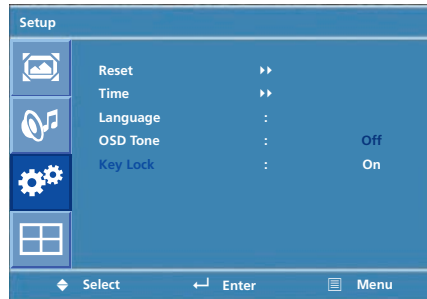 Setup
Reset
Time
Language :
OSD Tone : Off
Key Lock : On
Select Enter Menu